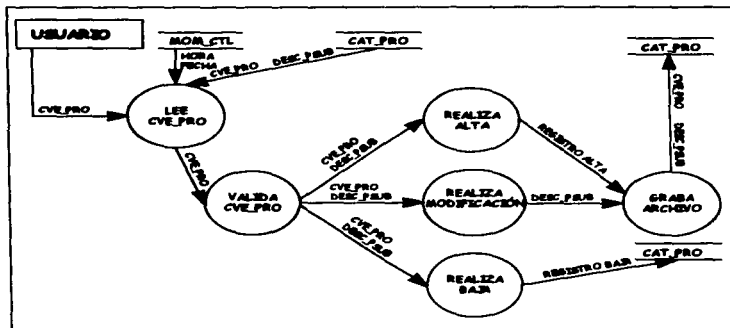 USUARIO
MOM_CTL
CAT_PRO
CAT_PRO
HORA
FECHA
CVE_PRO DESC_PSUB
CVE_PRO
LEE
CVE_PRO
REALIZA
ALTA
CVE_PRO
DESC_PSUB
REGISTRO ALTA
CVE_PRO DESC_PSUB
CVE_PRO
VALIDA
CVE_PRO
CVE_PRO
DESC_PSUB
REALIZA
MODIFICACIÓN
DESC_PSUB
GRABA
ARCHIVO
CVE_PRO
DESC_PSUB
REALIZA
BAJA
REGISTRO BAJA
CAT_PRO